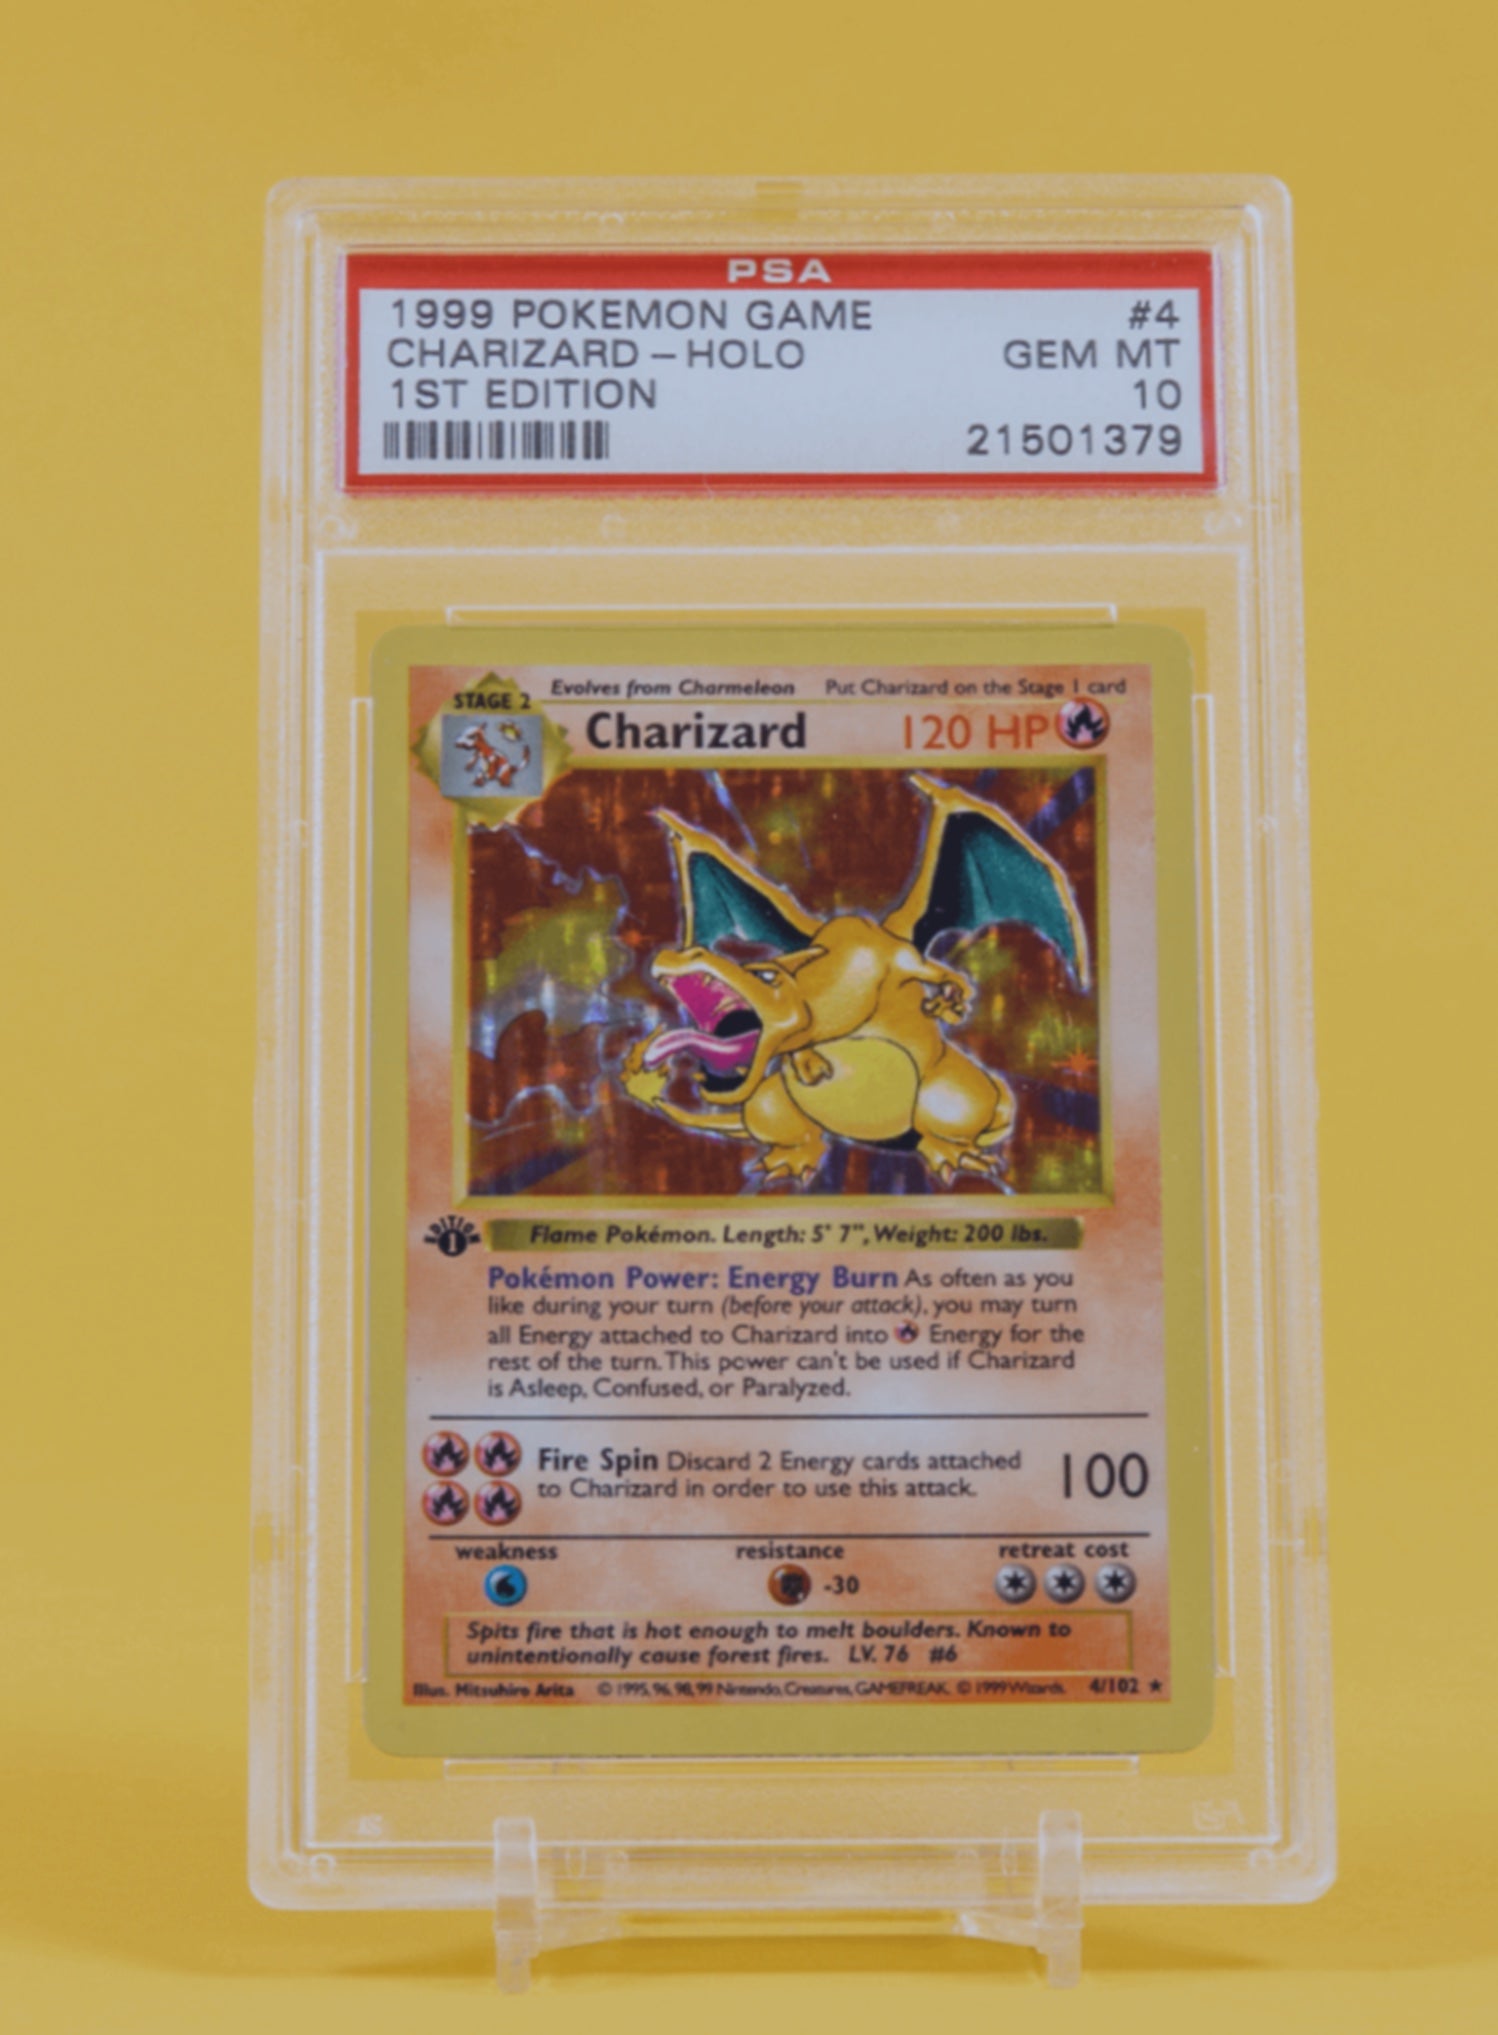 PSA
1999 POKEMON GAME #4
CHARIZARD – HOLO GEM MT
1ST EDITION 10
21501379
Evolves from Charmeleon Put Charizard on the Stage 1 card
STAGE 2
Charizard 120 HP
EDITION
1
Flame Pokémon. Length: 5' 7", Weight: 200 lbs.
Pokémon Power: Energy Burn As often as you
like during your turn (before your attack), you may turn
all Energy attached to Charizard into Energy for the
rest of the turn. This power can't be used if Charizard
is Asleep, Confused, or Paralyzed.
Fire Spin Discard 2 Energy cards attached
to Charizard in order to use this attack. 100
weakness resistance retreat cost
-30
Spits fire that is hot enough to melt boulders. Known to
unintentionally cause forest fires. LV. 76 #6
Illus. Mitsuhiro Arita © 1995, 96, 98, 99 Nintendo, Creatures, GAMEFREAK. © 1999 Wizards. 4/102 ★